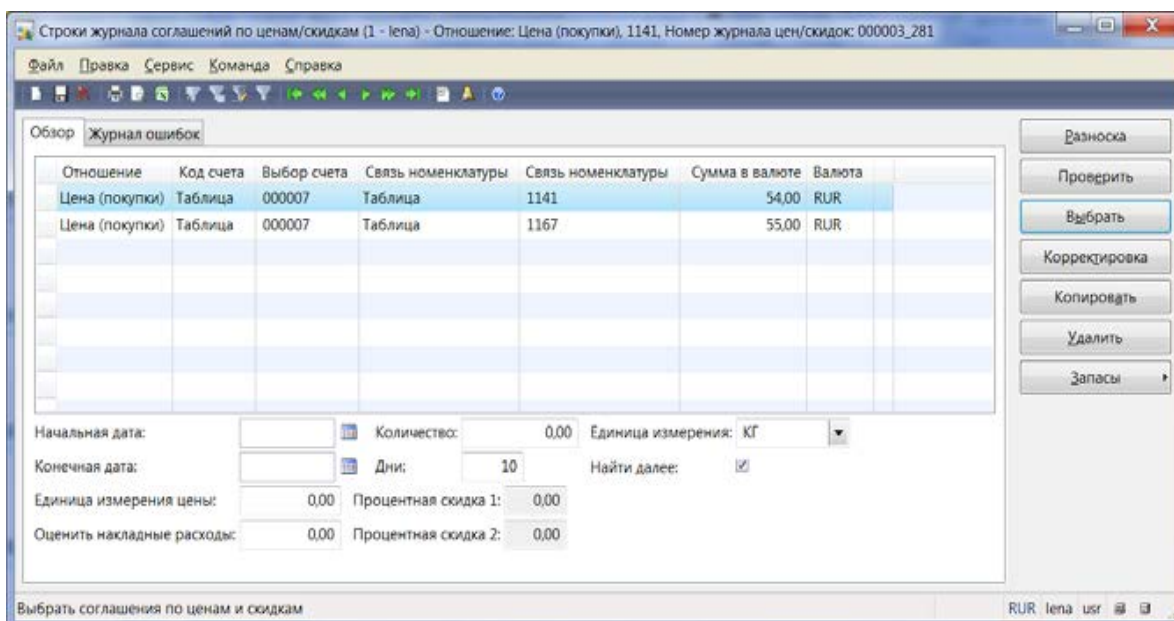 Строки журнала соглашений по ценам/скидкам (1 - lena) - Отношение: Цена (покупки), 1141, Номер журнала цен/скидок: 000003_281
Файл Правка Сервис Команда Справка
Обзор Журнал ошибок
Отношение Код счета Выбор счета Связь номенклатуры Связь номенклатуры Сумма в валюте Валюта
Цена (покупки) Таблица 000007 Таблица 1141 54,00 RUR
Цена (покупки) Таблица 000007 Таблица 1167 55,00 RUR
Разноска
Проверить
Выбрать
Корректировка
Копировать
Удалить
Запасы
Начальная дата: Количество: 0,00 Единица измерения: КГ
Конечная дата: Дни: 10 Найти далее:
Единица измерения цены: 0,00 Процентная скидка 1: 0,00
Оценить накладные расходы: 0,00 Процентная скидка 2: 0,00
Выбрать соглашения по ценам и скидкам RUR lena usr